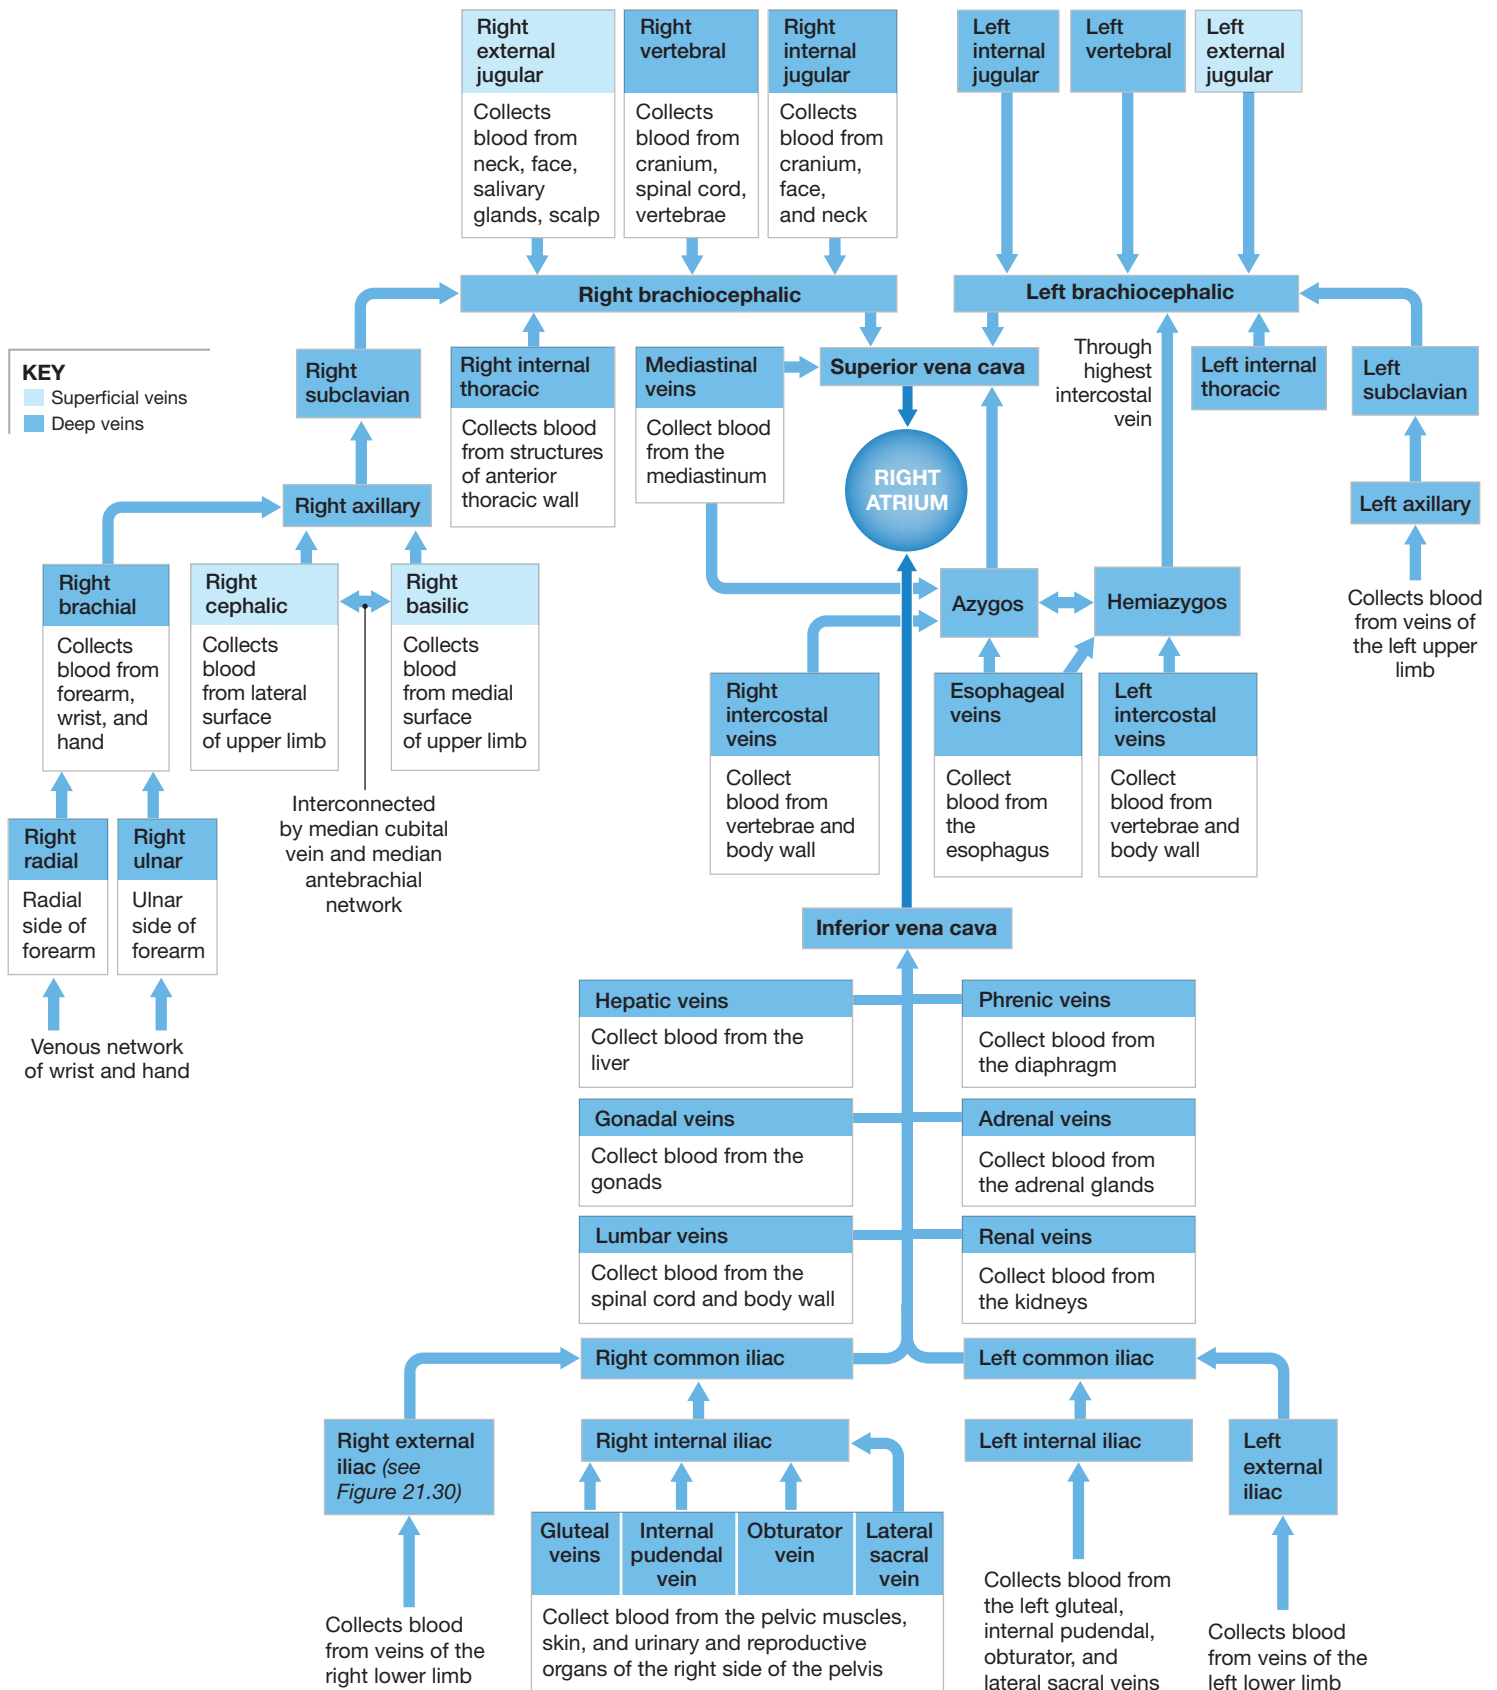 Right
external
jugular
Collects
blood from
neck, face,
salivary
glands, scalp
Right
vertebral
Collects
blood from
cranium,
spinal cord,
vertebrae
Right
internal
jugular
Collects
blood from
cranium,
face,
and neck
Left
internal
jugular
Left
vertebral
Left
external
jugular
Right brachiocephalic
Left brachiocephalic
KEY
Superficial veins
Deep veins
Right
subclavian
Right internal
thoracic
Collects blood
from structures
of anterior
thoracic wall
Mediastinal
veins
Collect blood
from the
mediastinum
Superior vena cava
RIGHT
ATRIUM
Through
highest
intercostal
vein
Left internal
thoracic
Left
subclavian
Right axillary
Left axillary
Collects blood
from veins of
the left upper
limb
Right
brachial
Collects
blood from
forearm,
wrist, and
hand
Right
cephalic
Collects
blood
from lateral
surface
of upper limb
Right
basilic
Collects
blood
from medial
surface
of upper limb
Azygos
Hemiazygos
Right
intercostal
veins
Collect
blood from
vertebrae and
body wall
Esophageal
veins
Collect
blood from
the
esophagus
Left
intercostal
veins
Collect
blood from
vertebrae and
body wall
Interconnected
by median cubital
vein and median
antebrachial
network
Right
radial
Radial
side of
forearm
Right
ulnar
Ulnar
side of
forearm
Venous network
of wrist and hand
Inferior vena cava
Hepatic veins
Collect blood from the
liver
Phrenic veins
Collect blood from
the diaphragm
Gonadal veins
Collect blood from the
gonads
Adrenal veins
Collect blood from
the adrenal glands
Lumbar veins
Collect blood from the
spinal cord and body wall
Renal veins
Collect blood from
the kidneys
Right common iliac
Left common iliac
Right external
iliac (see
Figure 21.30)
Right internal iliac
Left internal iliac
Left
external
iliac
Gluteal
veins
Internal
pudendal
vein
Obturator
vein
Lateral
sacral
vein
Collect blood from the pelvic muscles,
skin, and urinary and reproductive
organs of the right side of the pelvis
Collects blood
from veins of the
right lower limb
Collects blood from
the left gluteal,
internal pudendal,
obturator, and
lateral sacral veins
Collects blood
from veins of the
left lower limb